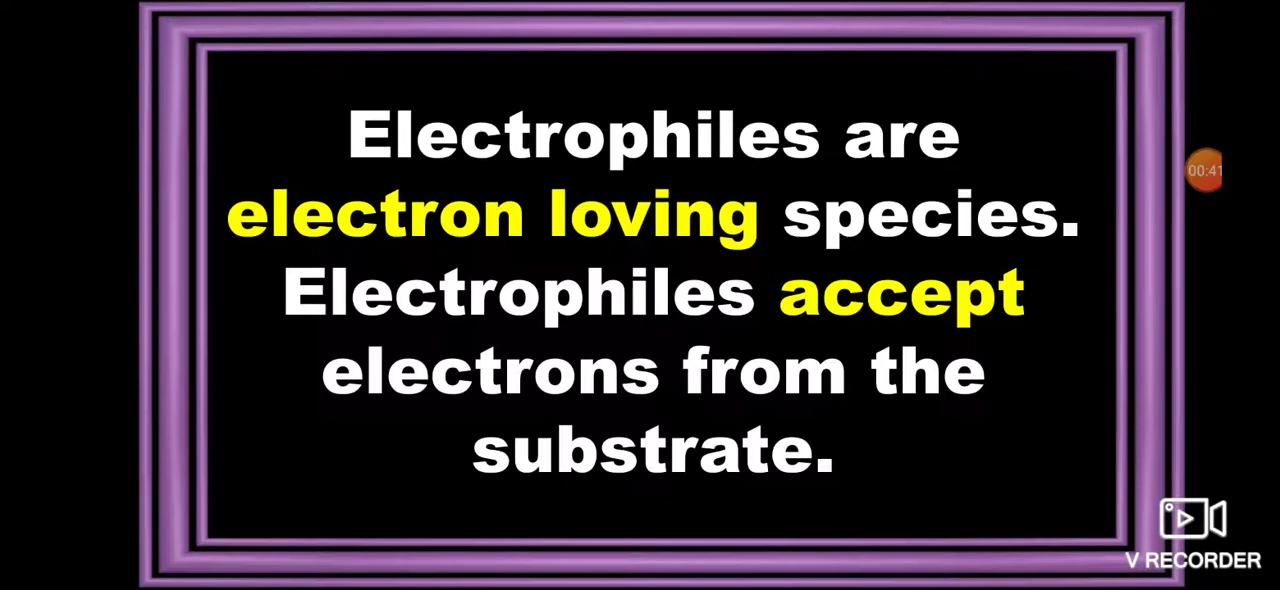 Electrophiles are
electron loving species.
Electrophiles accept
electrons from the
substrate.
00:41
V RECORDER